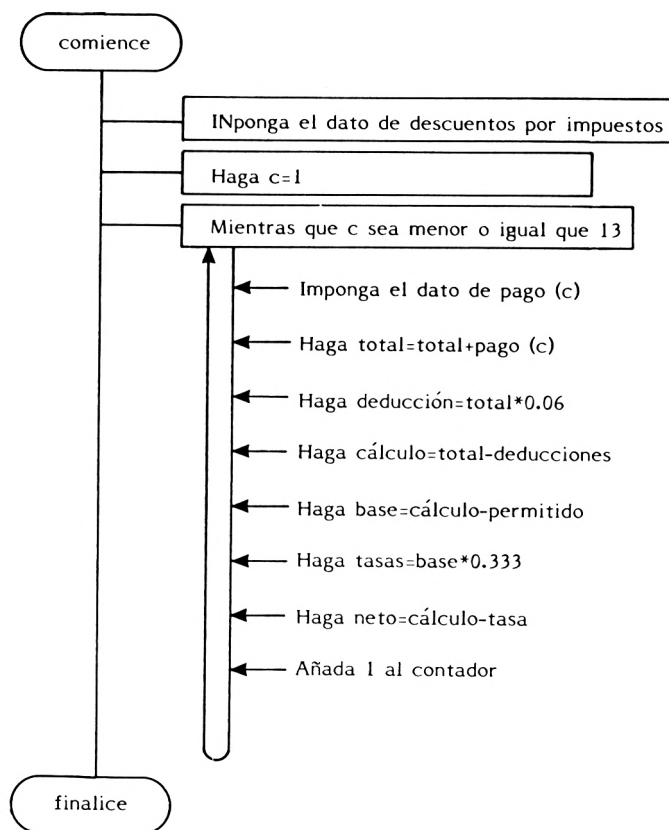 comience
INponga el dato de descuentos por impuestos
Haga c=1
Mientras que c sea menor o igual que 13
Imponga el dato de pago (c)
Haga total=total+pago (c)
Haga deducción=total*0.06
Haga cálculo=total-deducciones
Haga base=cálculo-permitido
Haga tasas=base*0.333
Haga neto=cálculo-tasa
Añada 1 al contador
finalice